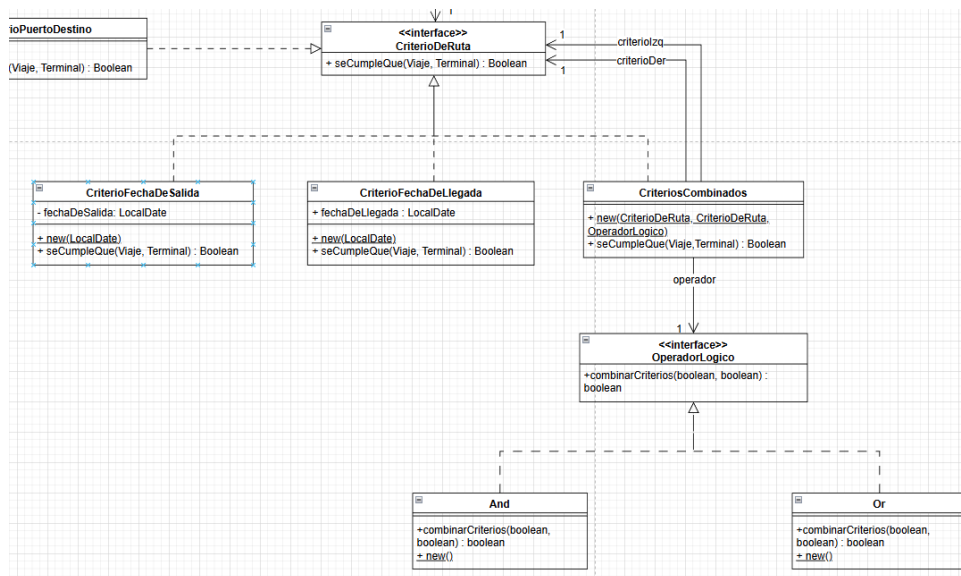 1
ioPuertoDestino
(Viaje, Terminal) : Boolean
<<interface>>
CriterioDeRuta
+ seCumpleQue(Viaje, Terminal) : Boolean
1
criterioIzq
criterioDer
1
CriterioFechaDeSalida
- fechaDeSalida: LocalDate
+ new(LocalDate)
+ seCumpleQue(Viaje, Terminal) : Boolean
CriterioFechaDeLlegada
+ fechaDeLlegada : LocalDate
+ new(LocalDate)
+ seCumpleQue(Viaje, Terminal) : Boolean
CriteriosCombinados
+ new(CriterioDeRuta, CriterioDeRuta,
OperadorLogico)
+ seCumpleQue(Viaje,Terminal) : Boolean
operador
1
<<interface>>
OperadorLogico
+combinarCriterios(boolean, boolean) :
boolean
And
+combinarCriterios(boolean,
boolean) : boolean
+ new()
Or
+combinarCriterios(boolean,
boolean) : boolean
+ new()